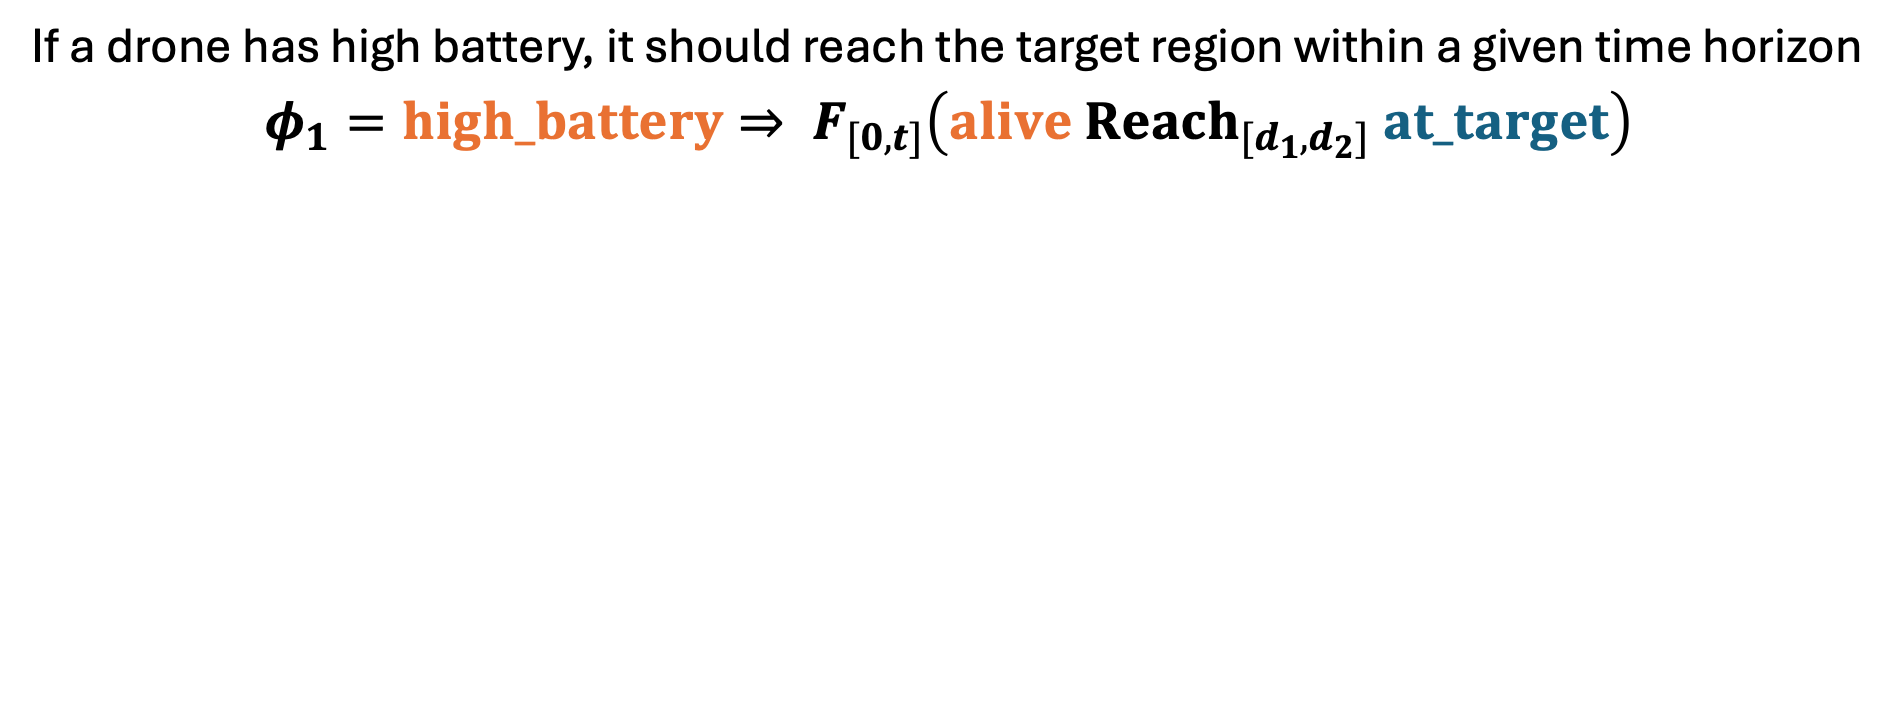 If a drone has high battery, it should reach the target region within a given time horizon
𝝓₁ = high_battery ⇒ F[0,t](alive Reach[d₁,d₂] at_target)